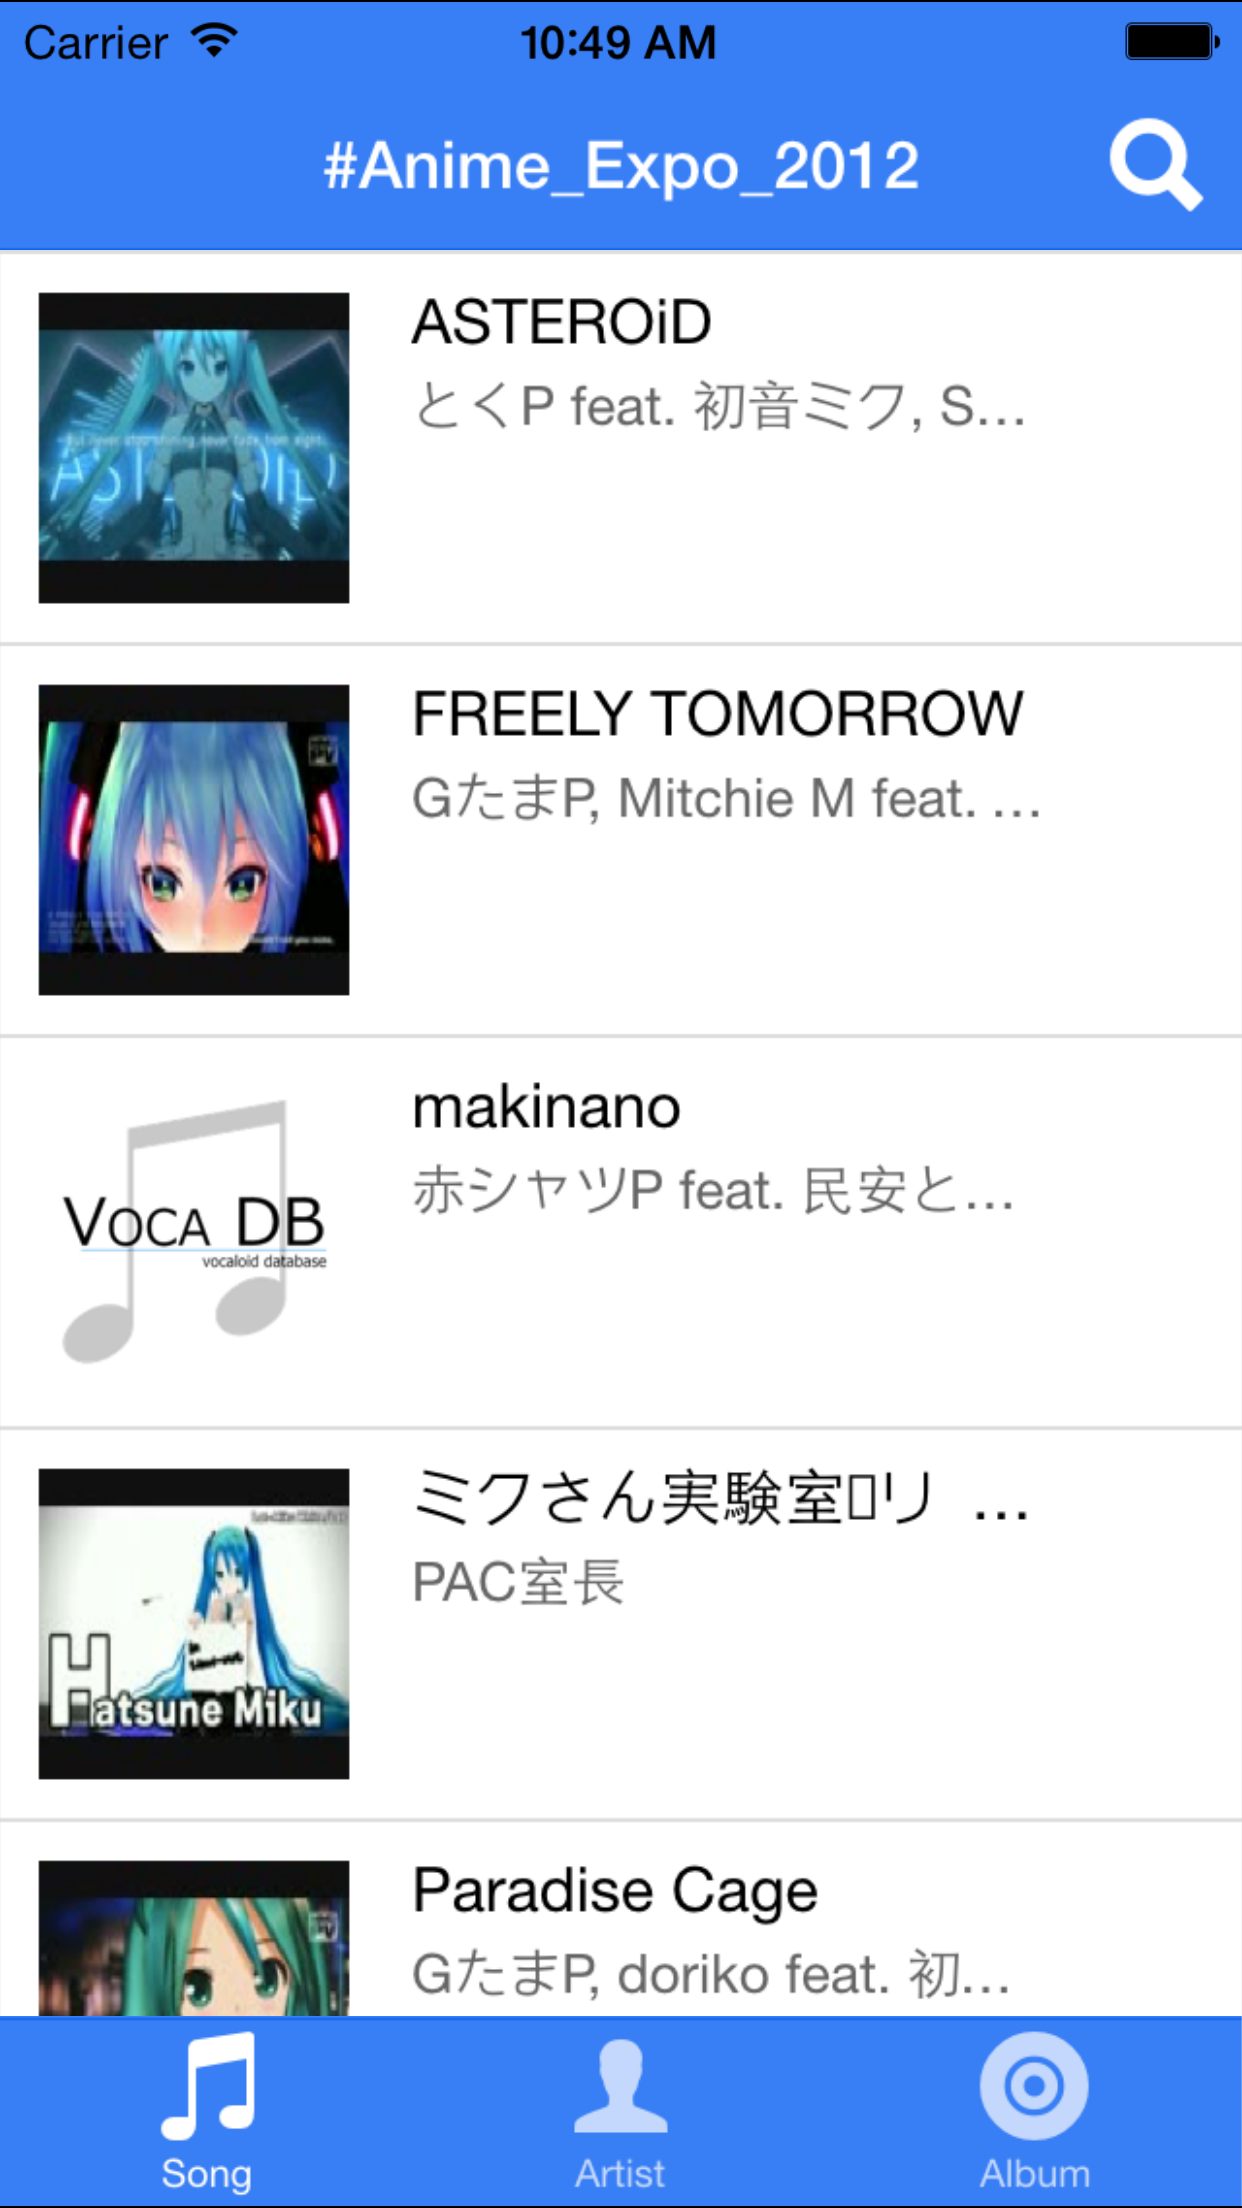 Carrier
10:49 AM
#Anime_Expo_2012
ASTEROiD
とくP feat. 初音ミク, S...
FREELY TOMORROW
GたまP, Mitchie M feat. ...
VOCA DB
vocaloid database
makinano
赤シャツP feat. 民安と...
ミクさん実験室▯リ ...
PAC室長
Hatsune Miku
Paradise Cage
GたまP, doriko feat. 初...
Song
Artist
Album